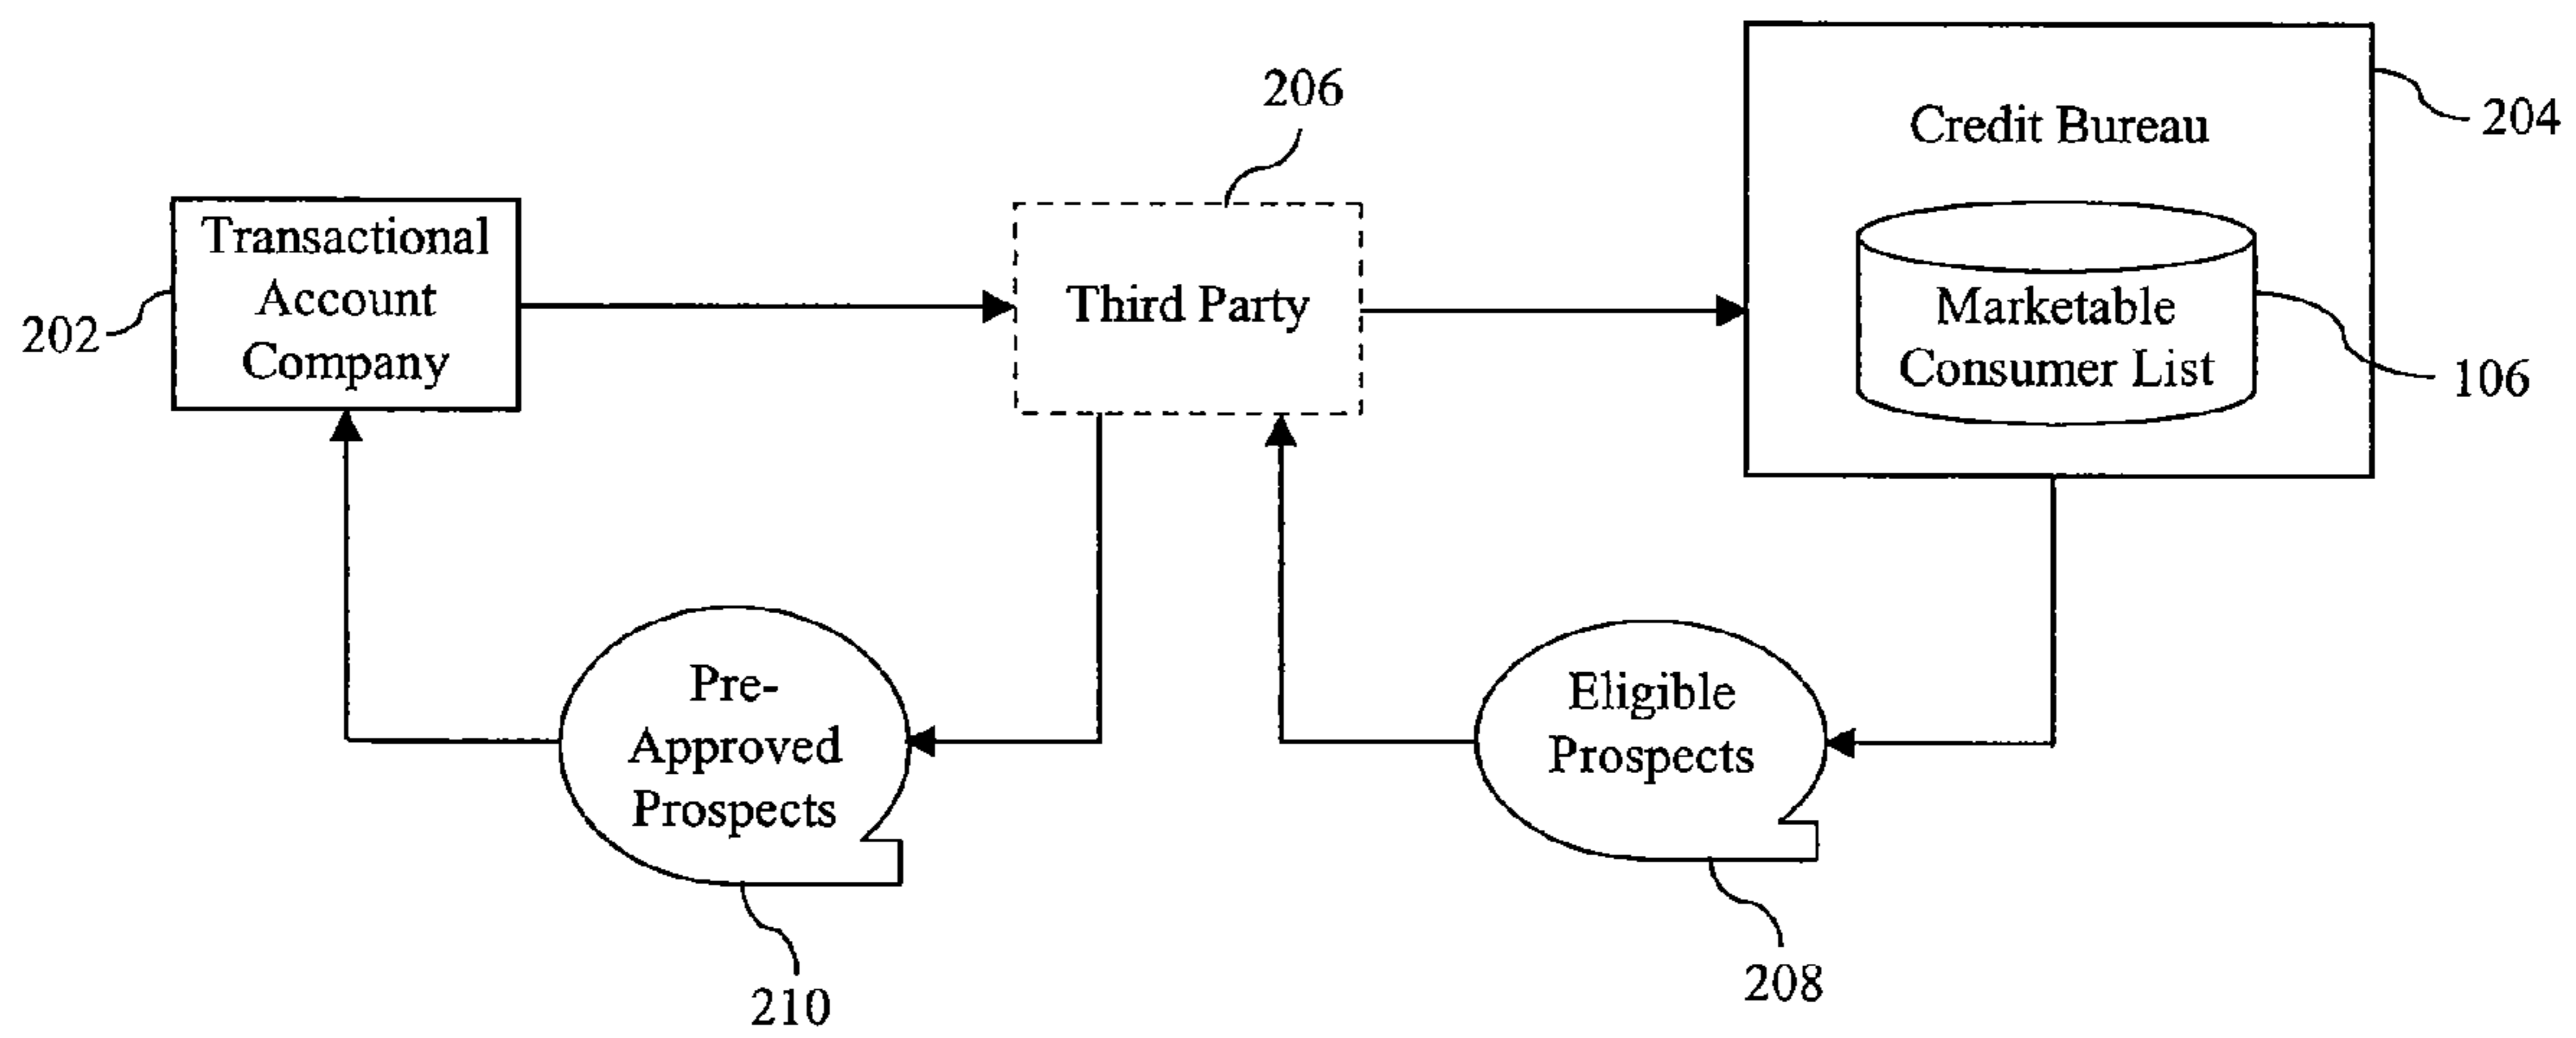 206
Credit Bureau
204
Transactional
Account
Company
202
Third Party
Marketable
Consumer List
106
Pre-
Approved
Prospects
Eligible
Prospects
210
208